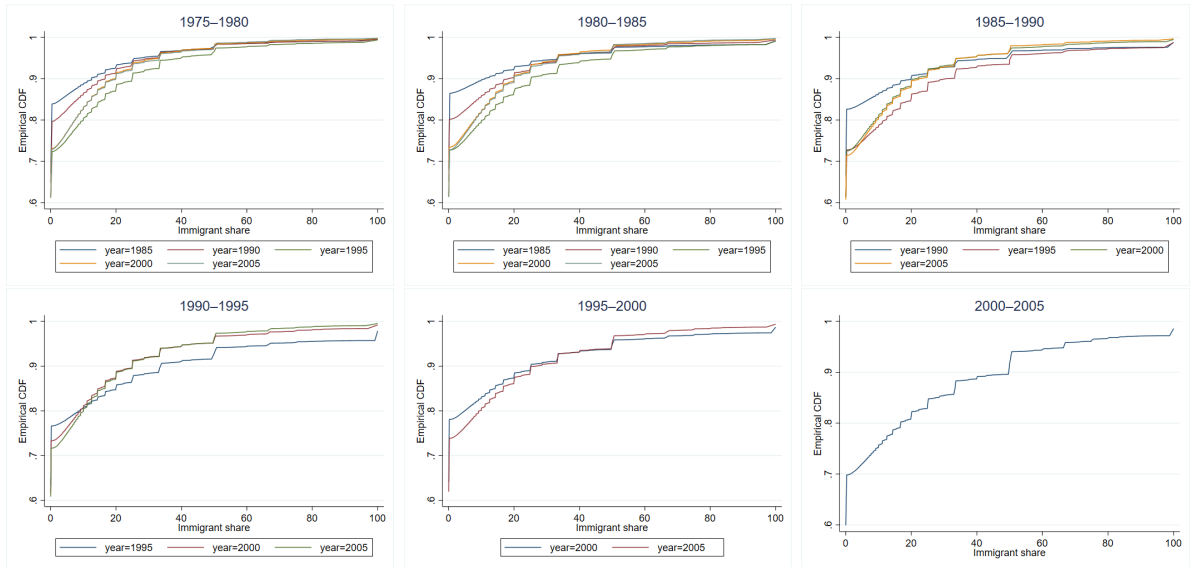 1975–1980
Empirical CDF
1
.9
.8
.7
.6
0 20 40 60 80 100
Immigrant share
year=1985 year=1990 year=1995
year=2000 year=2005
1980–1985
Empirical CDF
1
.9
.8
.7
.6
0 20 40 60 80 100
Immigrant share
year=1985 year=1990 year=1995
year=2000 year=2005
1985–1990
Empirical CDF
1
.9
.8
.7
.6
0 20 40 60 80 100
Immigrant share
year=1990 year=1995 year=2000
year=2005
1990–1995
Empirical CDF
1
.9
.8
.7
.6
0 20 40 60 80 100
Immigrant share
year=1995 year=2000 year=2005
1995–2000
Empirical CDF
1
.9
.8
.7
.6
0 20 40 60 80 100
Immigrant share
year=2000 year=2005
2000–2005
Empirical CDF
1
.9
.8
.7
.6
0 20 40 60 80 100
Immigrant share